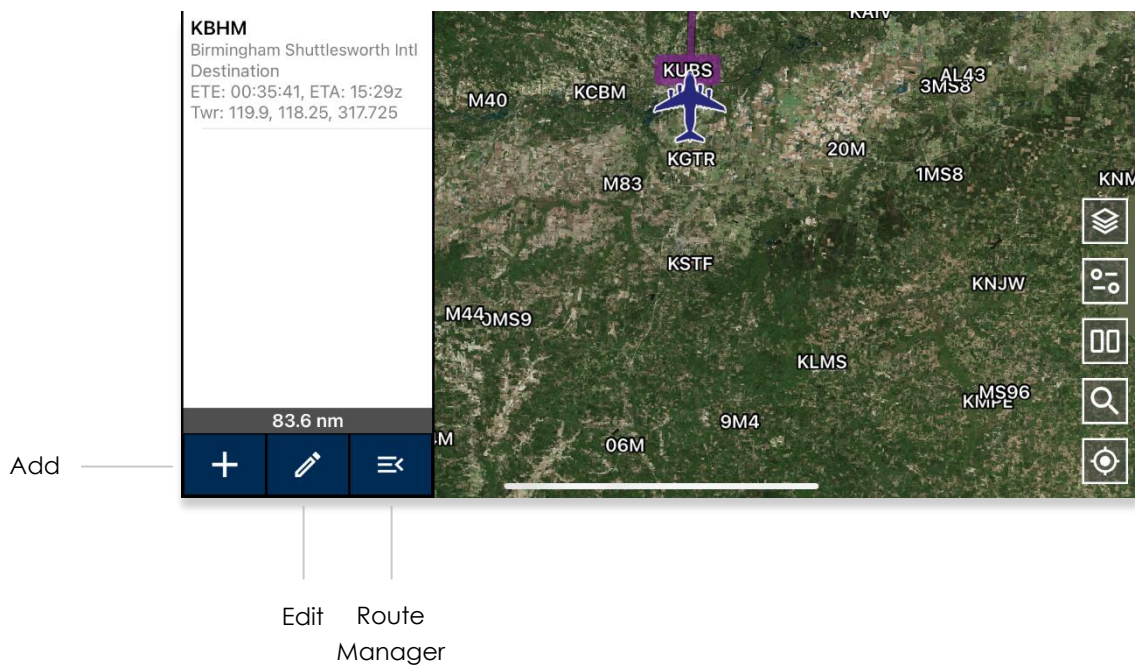 KBHM
Birmingham Shuttlesworth Intl
Destination
ETE: 00:35:41, ETA: 15:29z
Twr: 119.9, 118.25, 317.725
83.6 nm
KAIV
KUBS
AL43
3MS8
M40
KCBM
KGTR
20M
M83
1MS8
KNM
KSTF
KNJW
M44
0MS9
KLMS
MS96
KMPE
9M4
06M
Add
Edit
Route
Manager